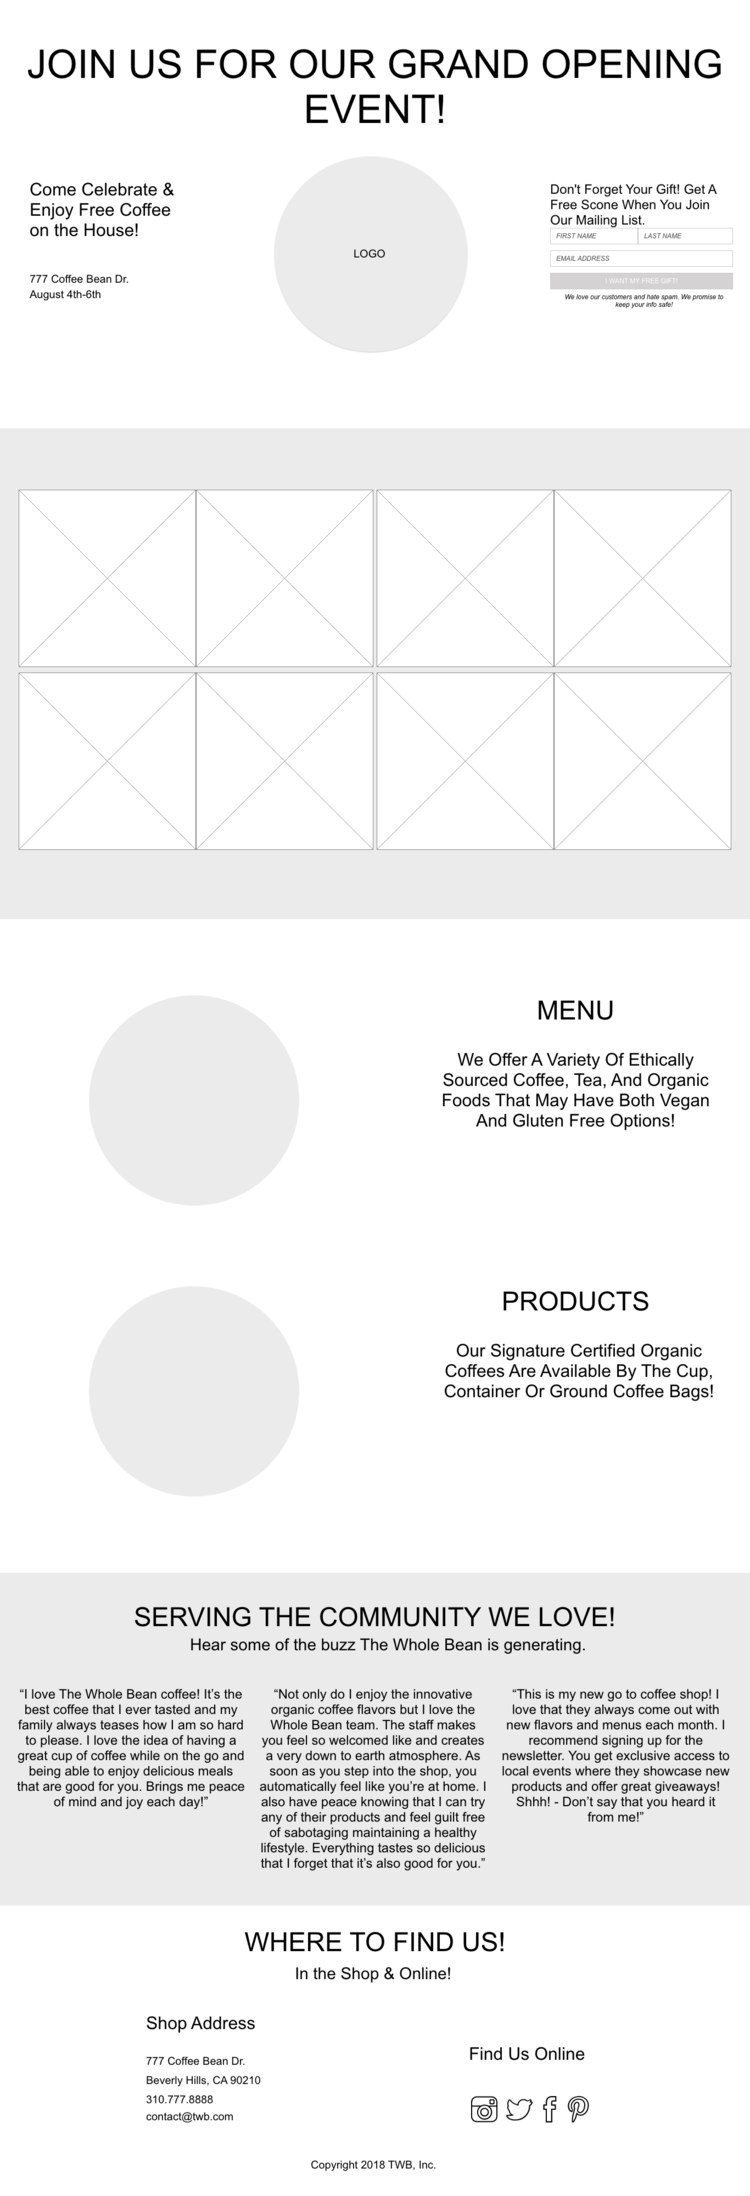 JOIN US FOR OUR GRAND OPENING
EVENT!
Come Celebrate &
Enjoy Free Coffee
on the House!
777 Coffee Bean Dr.
August 4th-6th
LOGO
Don't Forget Your Gift! Get A
Free Scone When You Join
Our Mailing List.
FIRST NAME
LAST NAME
EMAIL ADDRESS
I WANT MY FREE GIFT!
We love our customers and hate spam. We promise to
keep your info safe!
MENU
We Offer A Variety Of Ethically
Sourced Coffee, Tea, And Organic
Foods That May Have Both Vegan
And Gluten Free Options!
PRODUCTS
Our Signature Certified Organic
Coffees Are Available By The Cup,
Container Or Ground Coffee Bags!
SERVING THE COMMUNITY WE LOVE!
Hear some of the buzz The Whole Bean is generating.
“I love The Whole Bean coffee! It’s the
best coffee that I ever tasted and my
family always teases how I am so hard
to please. I love the idea of having a
great cup of coffee while on the go and
being able to enjoy delicious meals
that are good for you. Brings me peace
of mind and joy each day!”
“Not only do I enjoy the innovative
organic coffee flavors but I love the
Whole Bean team. The staff makes
you feel so welcomed like and creates
a very down to earth atmosphere. As
soon as you step into the shop, you
automatically feel like you’re at home. I
also have peace knowing that I can try
any of their products and feel guilt free
of sabotaging maintaining a healthy
lifestyle. Everything tastes so delicious
that I forget that it’s also good for you.”
“This is my new go to coffee shop! I
love that they always come out with
new flavors and menus each month. I
recommend signing up for the
newsletter. You get exclusive access to
local events where they showcase new
products and offer great giveaways!
Shhh! - Don’t say that you heard it
from me!”
WHERE TO FIND US!
In the Shop & Online!
Shop Address
777 Coffee Bean Dr.
Beverly Hills, CA 90210
310.777.8888
contact@twb.com
Find Us Online
Copyright 2018 TWB, Inc.